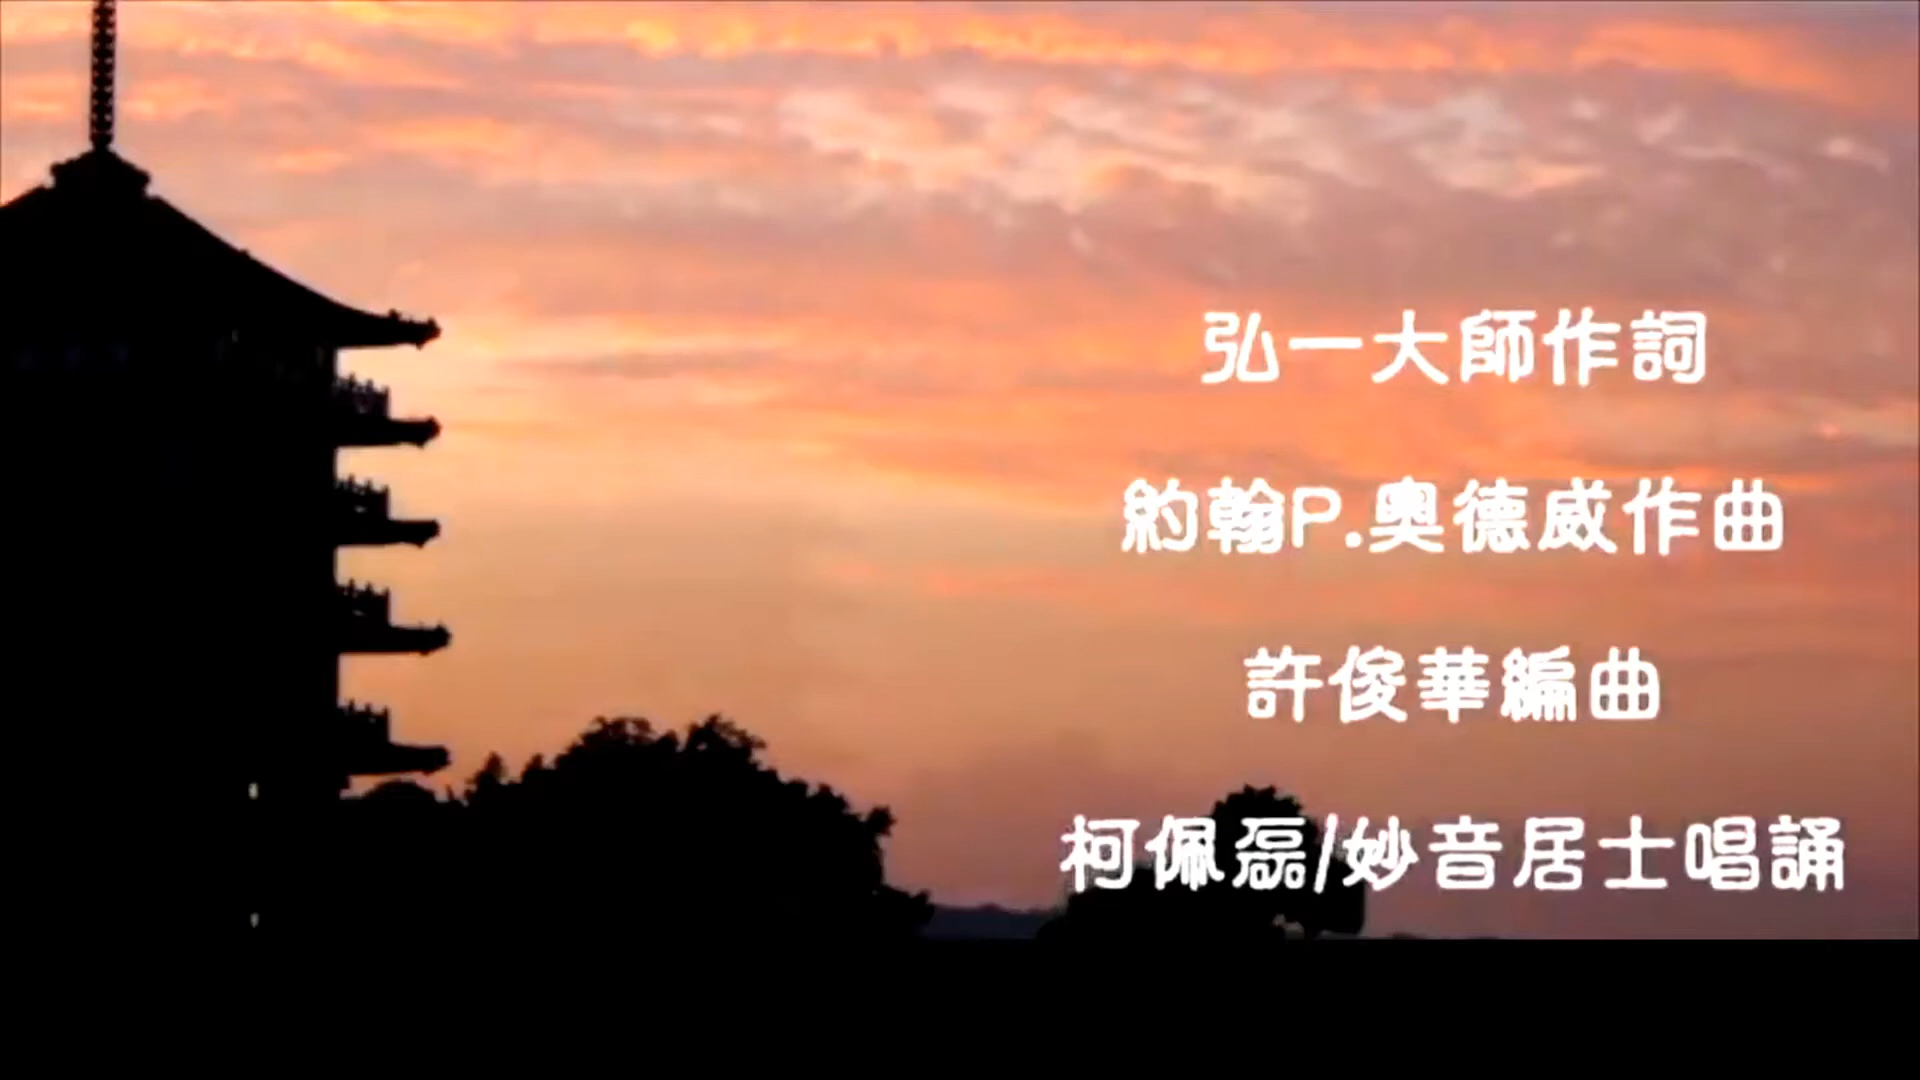 弘一大師作詞
約翰P.奧德威作曲
許俊華編曲
柯佩磊/妙音居士唱誦